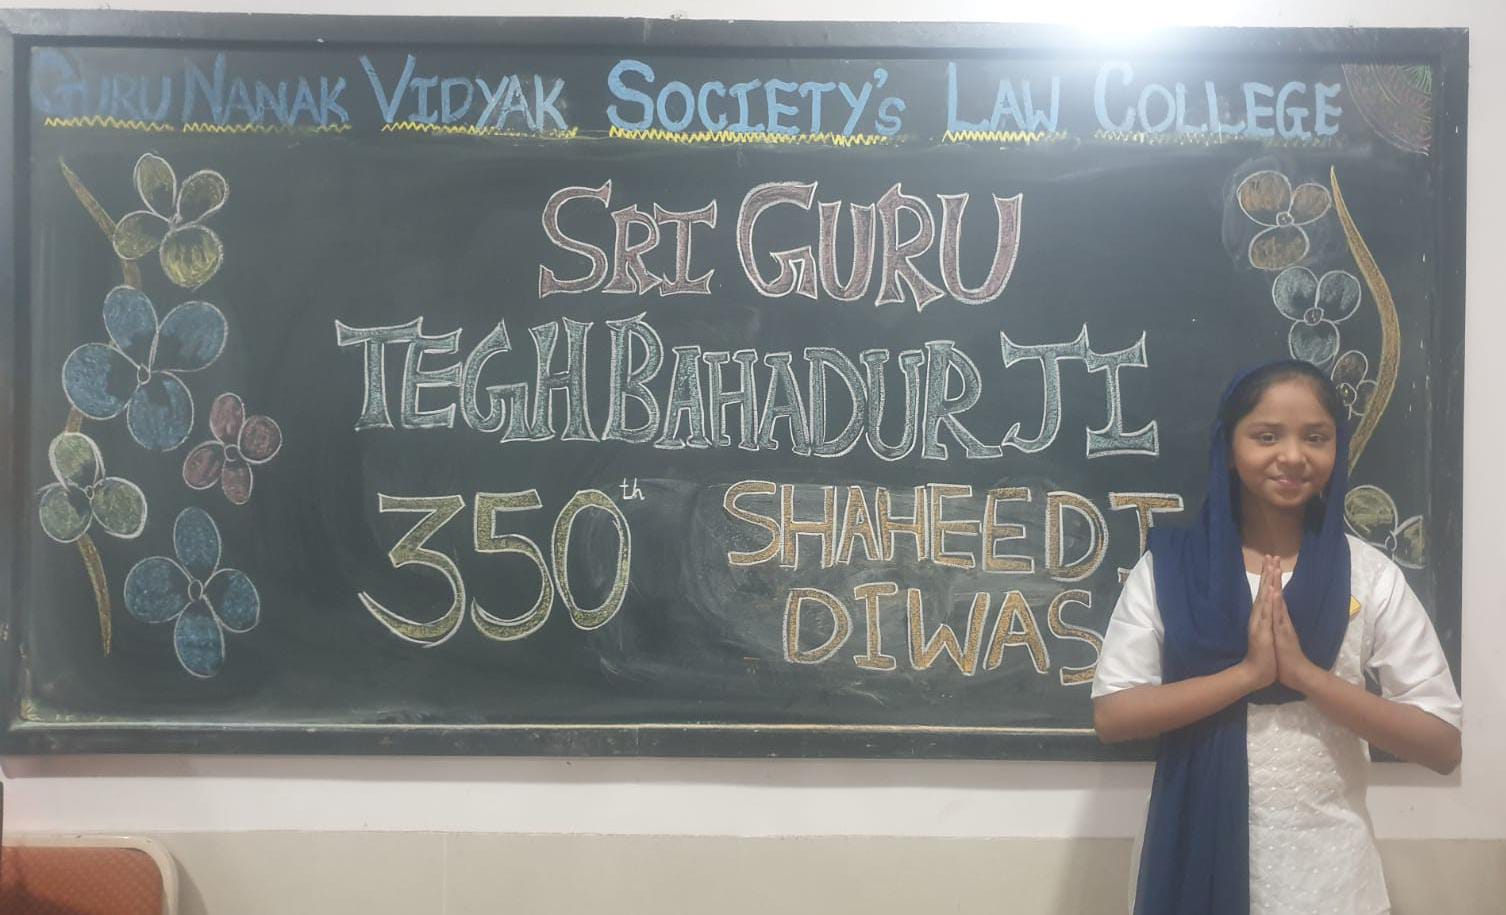 GURU NANAK VIDYAK SOCIETY'S LAW COLLEGE
SRI GURU
TEGH BAHADUR JI
350th SHAHEEDI
DIWAS